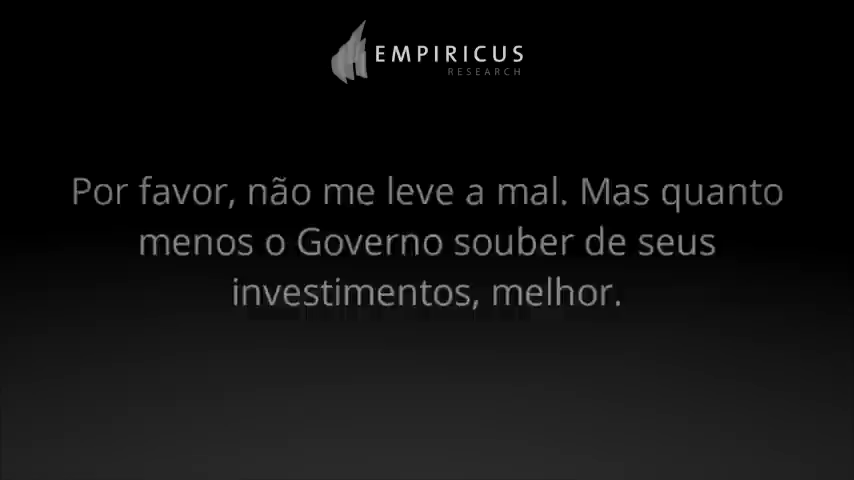 EMPIRICUS
RESEARCH
Por favor, não me leve a mal. Mas quanto
menos o Governo souber de seus
investimentos, melhor.